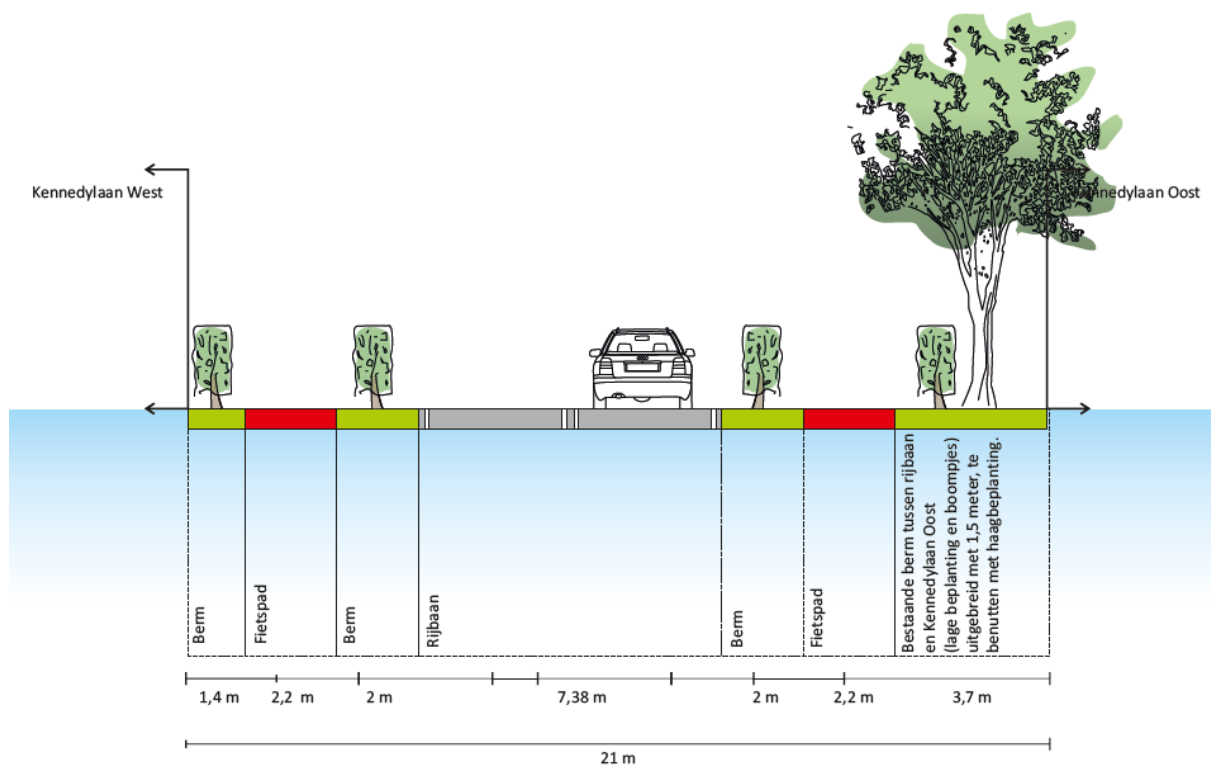 Kennedylaan West
nnedylaan Oost
Berm
Fietspad
Berm
Rijbaan
Berm
Fietspad
Bestaande berm tussen rijbaan
en Kennedylaan Oost
(lage beplanting en boompjes)
uitgebreid met 1,5 meter, te
benutten met haagbeplanting.
1,4 m
2,2 m
2 m
7,38 m
2 m
2,2 m
3,7 m
21 m